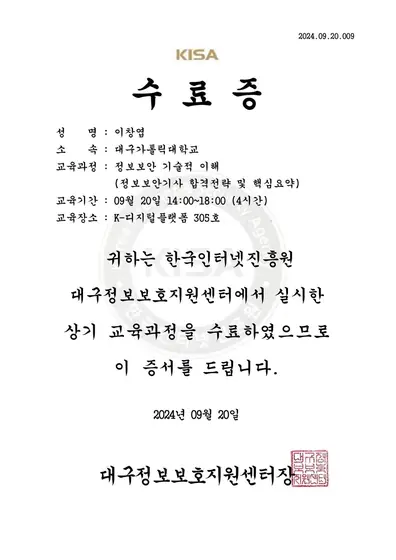 2024.09.20.009
KISA
수 료 증
성 명 : 이창엽
소 속 : 대구가톨릭대학교
교육과정 : 정보보안 기술적 이해
(정보보안기사 합격전략 및 핵심요약)
교육기간 : 09월 20일 14:00~18:00 (4시간)
교육장소 : K-디지털플랫폼 305호
귀하는 한국인터넷진흥원
대구정보보호지원센터에서 실시한
상기 교육과정을 수료하였으므로
이 증서를 드립니다.
2024년 09월 20일
대구정보보호지원센터장